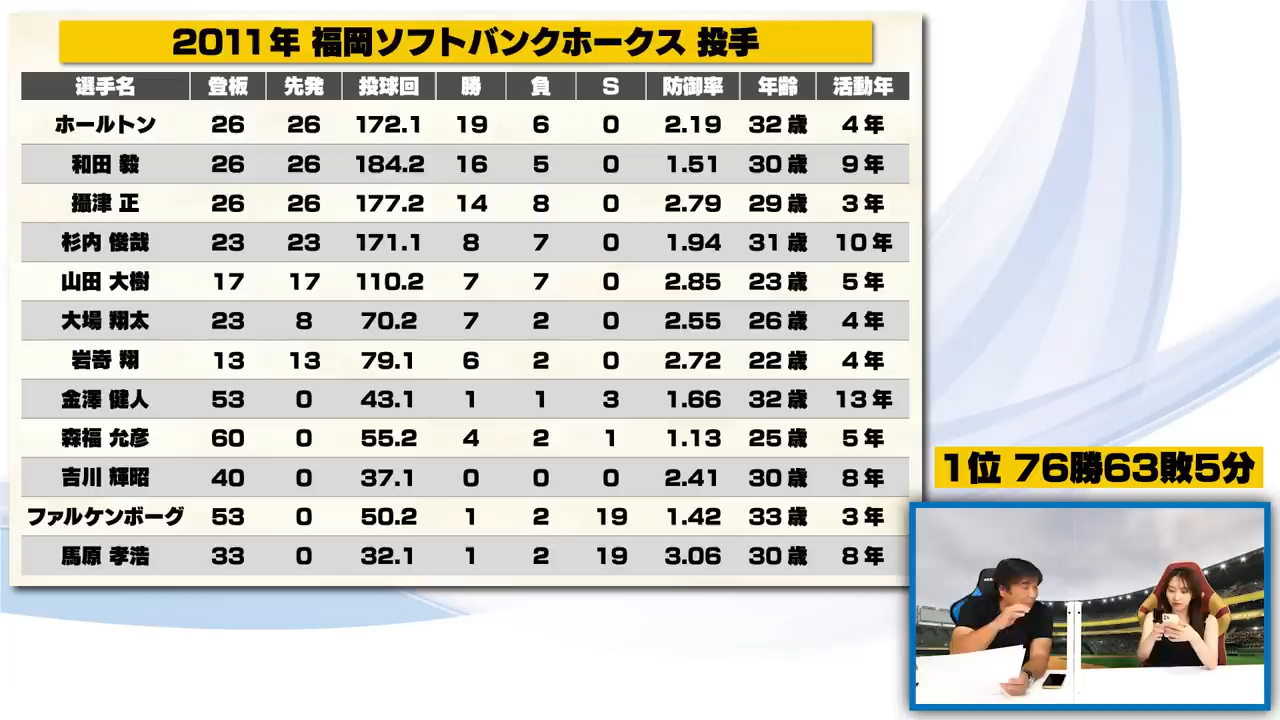 2011年 福岡ソフトバンクホークス 投手
選手名 登板 先発 投球回 勝 負 S 防御率 年齢 活動年
ホールトン 26 26 172.1 19 6 0 2.19 32歳 4年
和田 毅 26 26 184.2 16 5 0 1.51 30歳 9年
攝津 正 26 26 177.2 14 8 0 2.79 29歳 3年
杉内 俊哉 23 23 171.1 8 7 0 1.94 31歳 10年
山田 大樹 17 17 110.2 7 7 0 2.85 23歳 5年
大場 翔太 23 8 70.2 7 2 0 2.55 26歳 4年
岩嵜 翔 13 13 79.1 6 2 0 2.72 22歳 4年
金澤 健人 53 0 43.1 1 1 3 1.66 32歳 13年
森福 允彦 60 0 55.2 4 2 1 1.13 25歳 5年
吉川 輝昭 40 0 37.1 0 0 0 2.41 30歳 8年
ファルケンボーグ 53 0 50.2 1 2 19 1.42 33歳 3年
馬原 孝浩 33 0 32.1 1 2 19 3.06 30歳 8年
1位 76勝63敗5分